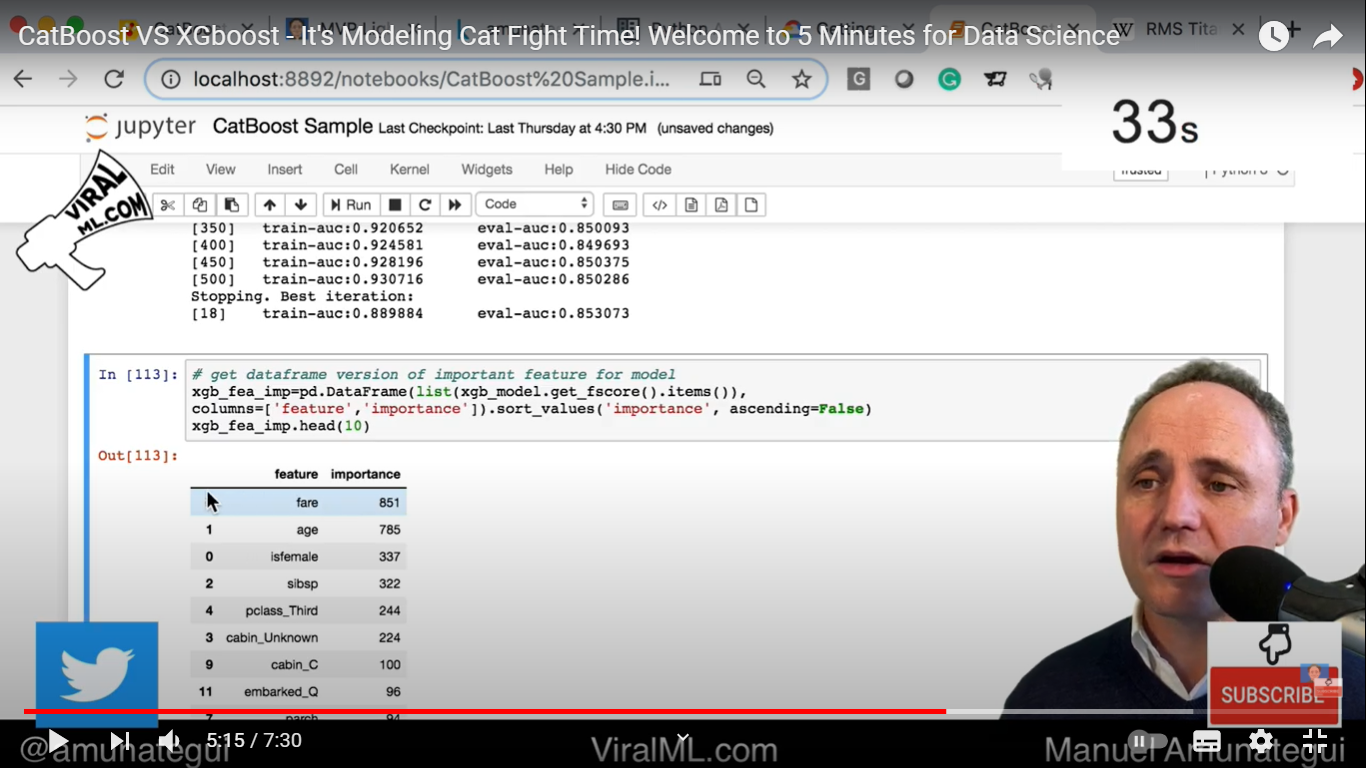 CatBoost VS XGboost - It's Modeling Cat Fight Time! Welcome to 5 Minutes for Data Science
RMS Tita
localhost:8892/notebooks/CatBoost%20Sample.i...
G
33s
jupyter CatBoost Sample Last Checkpoint: Last Thursday at 4:30 PM (unsaved changes)
Edit View Insert Cell Kernel Widgets Help Hide Code
Trusted
VIRAL
ML.COM
Run Code
[350] train-auc:0.920652 eval-auc:0.850093
[400] train-auc:0.924581 eval-auc:0.849693
[450] train-auc:0.928196 eval-auc:0.850375
[500] train-auc:0.930716 eval-auc:0.850286
Stopping. Best iteration:
[18] train-auc:0.889884 eval-auc:0.853073
In [113]: # get dataframe version of important feature for model
xgb_fea_imp=pd.DataFrame(list(xgb_model.get_fscore().items()),
columns=['feature','importance']).sort_values('importance', ascending=False)
xgb_fea_imp.head(10)
Out[113]:
feature importance
fare 851
1 age 785
0 isfemale 337
2 sibsp 322
4 pclass_Third 244
3 cabin_Unknown 224
9 cabin_C 100
11 embarked_Q 96
7 parch 94
SUBSCRIBE
5:15 / 7:30
@amunategui
ViralML.com
Manuel Amunategui